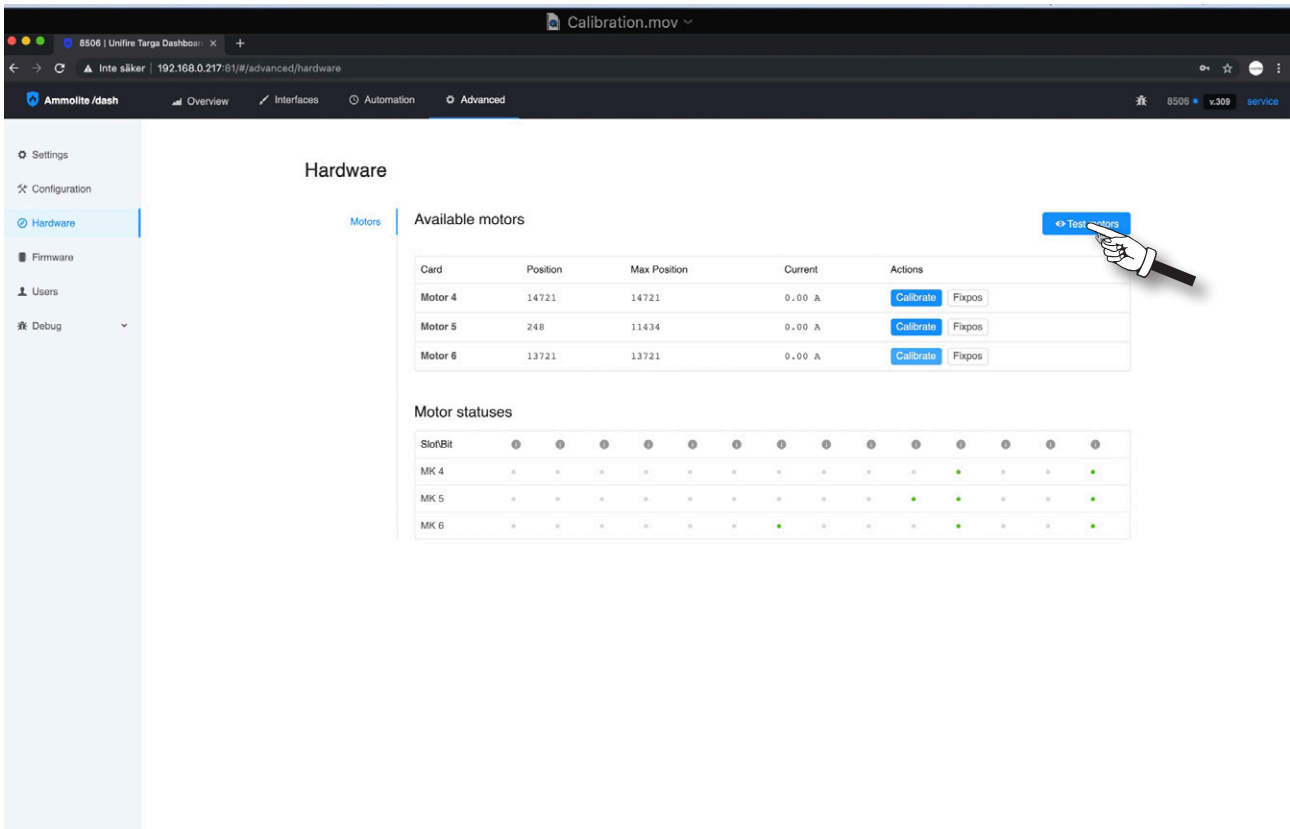 Calibration.mov
8506 | Unifire Targa Dashboar
Inte säker | 192.168.0.217:81/#/advanced/hardware
Ammolite /dash Overview Interfaces Automation Advanced 8506 v.309 service
Settings
Configuration
Hardware
Firmware
Users
Debug
Hardware
Motors
Available motors
Test motors
Card Position Max Position Current Actions
Motor 4 14721 14721 0.00 A Calibrate Fixpos
Motor 5 248 11434 0.00 A Calibrate Fixpos
Motor 6 13721 13721 0.00 A Calibrate Fixpos
Motor statuses
Slot\Bit
MK 4
MK 5
MK 6